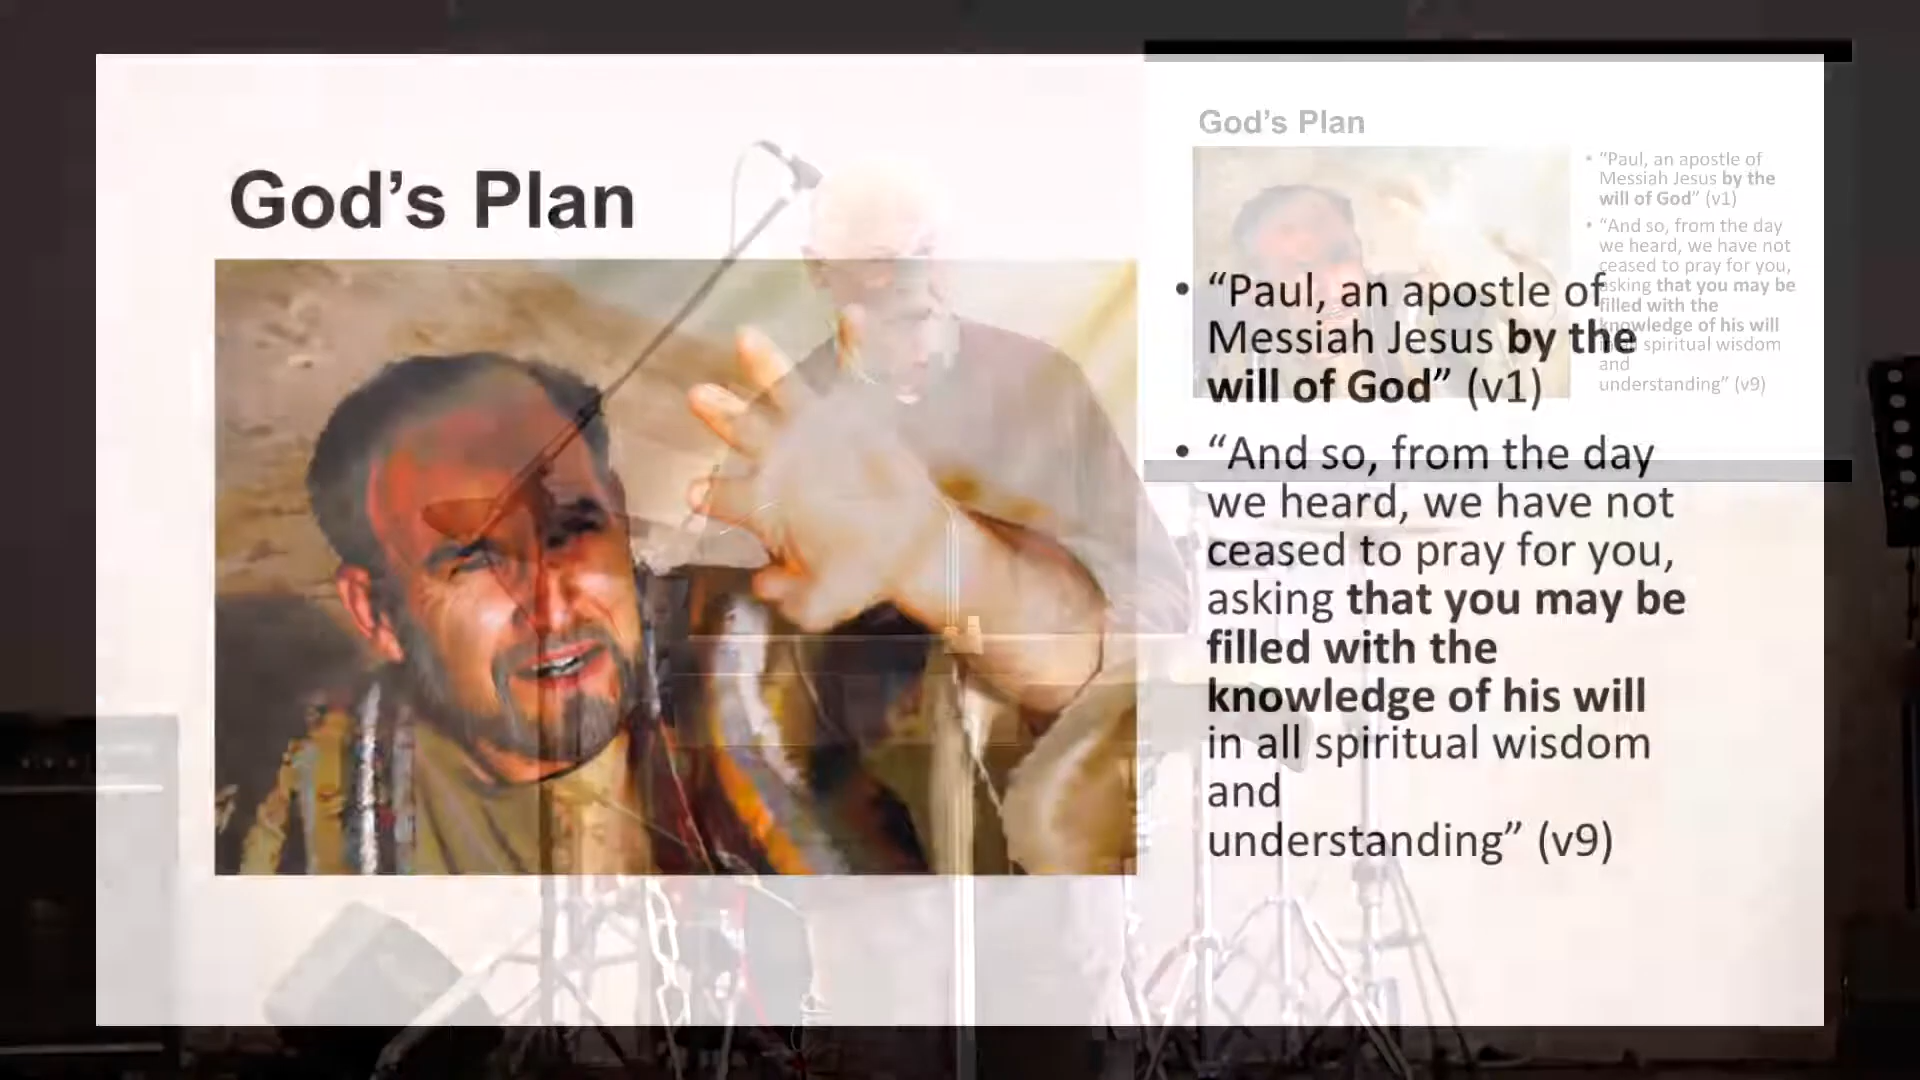 God’s Plan
• “Paul, an apostle of
Messiah Jesus by the
will of God” (v1)
• “And so, from the day
we heard, we have not
ceased to pray for you,
asking that you may be
filled with the
knowledge of his will
in all spiritual wisdom
and
understanding” (v9)
God’s Plan
• “Paul, an apostle of
Messiah Jesus by the
will of God” (v1)
• “And so, from the day
we heard, we have not
ceased to pray for you,
asking that you may be
filled with the
knowledge of his will
in all spiritual wisdom
and
understanding” (v9)